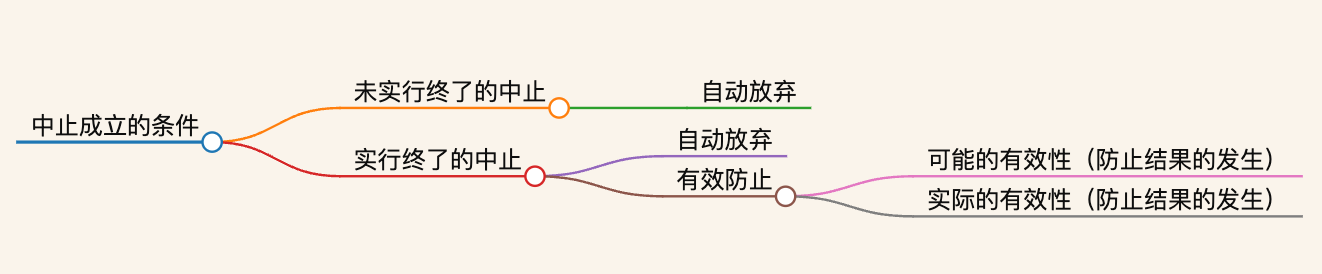 中止成立的条件
未实行终了的中止
自动放弃
实行终了的中止
自动放弃
有效防止
可能的有效性（防止结果的发生）
实际的有效性（防止结果的发生）